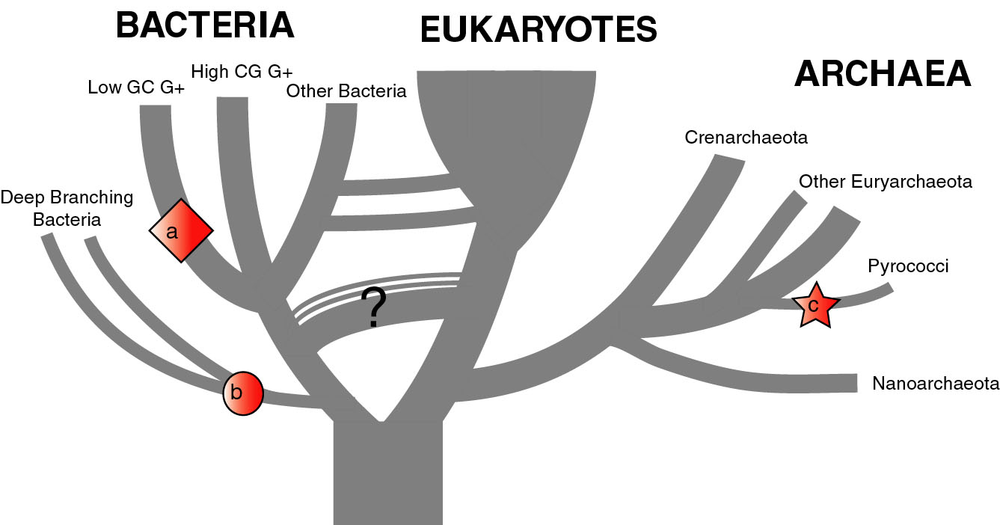 BACTERIA
EUKARYOTES
ARCHAEA
Low GC G+
High CG G+
Other Bacteria
Deep Branching
Bacteria
Crenarchaeota
Other Euryarchaeota
Pyrococci
Nanoarchaeota
a
b
c
?